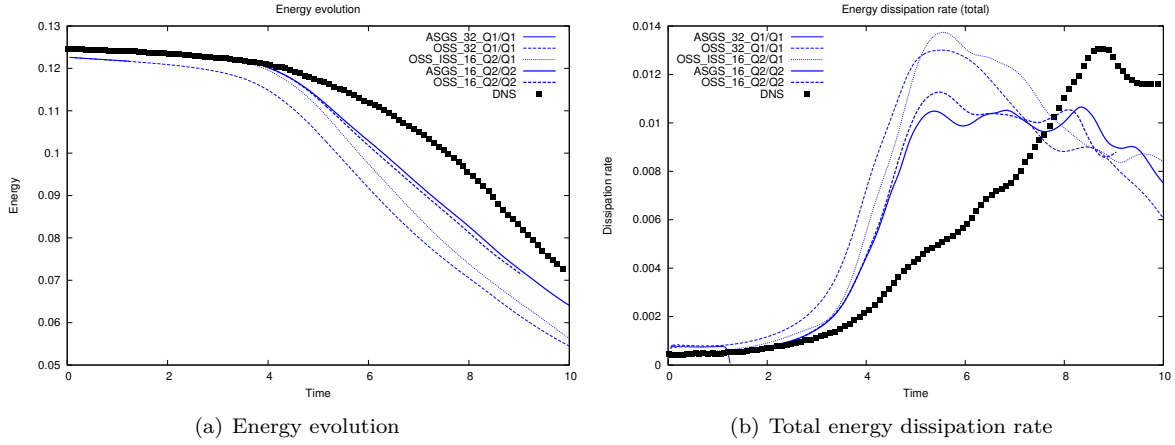 Energy evolution
0.13
0.12
0.11
0.1
0.09
0.08
0.07
0.06
0.05
Energy
0
2
4
6
8
10
Time
ASGS_32_Q1/Q1
OSS_32_Q1/Q1
OSS_ISS_16_Q2/Q1
ASGS_16_Q2/Q2
OSS_16_Q2/Q2
DNS
(a) Energy evolution
Energy dissipation rate (total)
0.014
0.012
0.01
0.008
0.006
0.004
0.002
0
Dissipation rate
0
2
4
6
8
10
Time
ASGS_32_Q1/Q1
OSS_32_Q1/Q1
OSS_ISS_16_Q2/Q1
ASGS_16_Q2/Q2
OSS_16_Q2/Q2
DNS
(b) Total energy dissipation rate